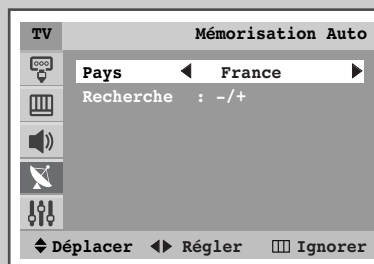 TV Mémorisation Auto
Pays France
Recherche : -/+
Déplacer Régler Ignorer